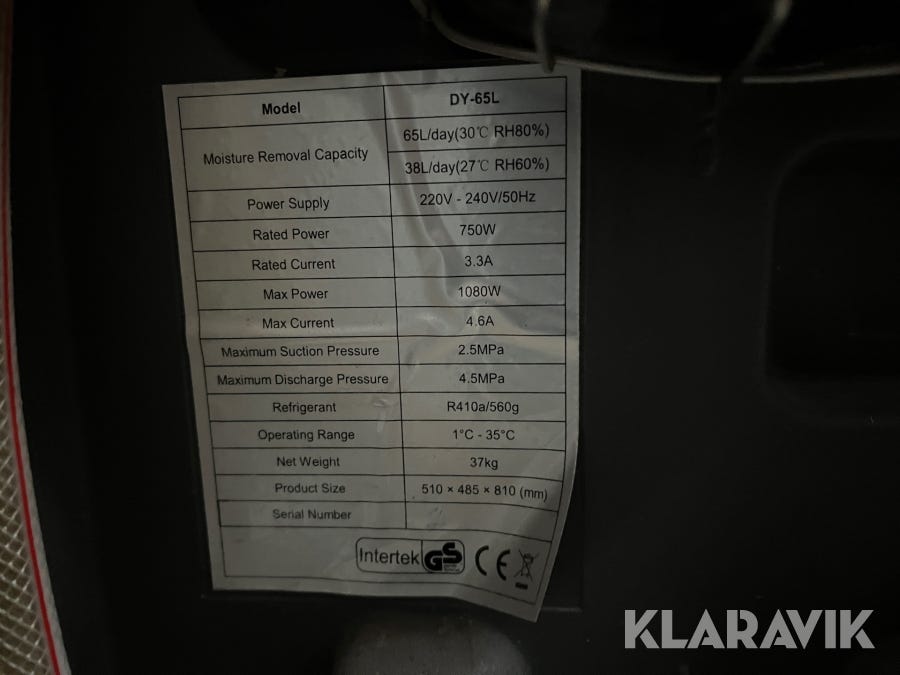 Model DY-65L
Moisture Removal Capacity 65L/day(30℃ RH80%)
38L/day(27℃ RH60%)
Power Supply 220V - 240V/50Hz
Rated Power 750W
Rated Current 3.3A
Max Power 1080W
Max Current 4.6A
Maximum Suction Pressure 2.5MPa
Maximum Discharge Pressure 4.5MPa
Refrigerant R410a/560g
Operating Range 1°C - 35°C
Net Weight 37kg
Product Size 510 × 485 × 810 (mm)
Serial Number
Intertek GS CE
KLARAVIK